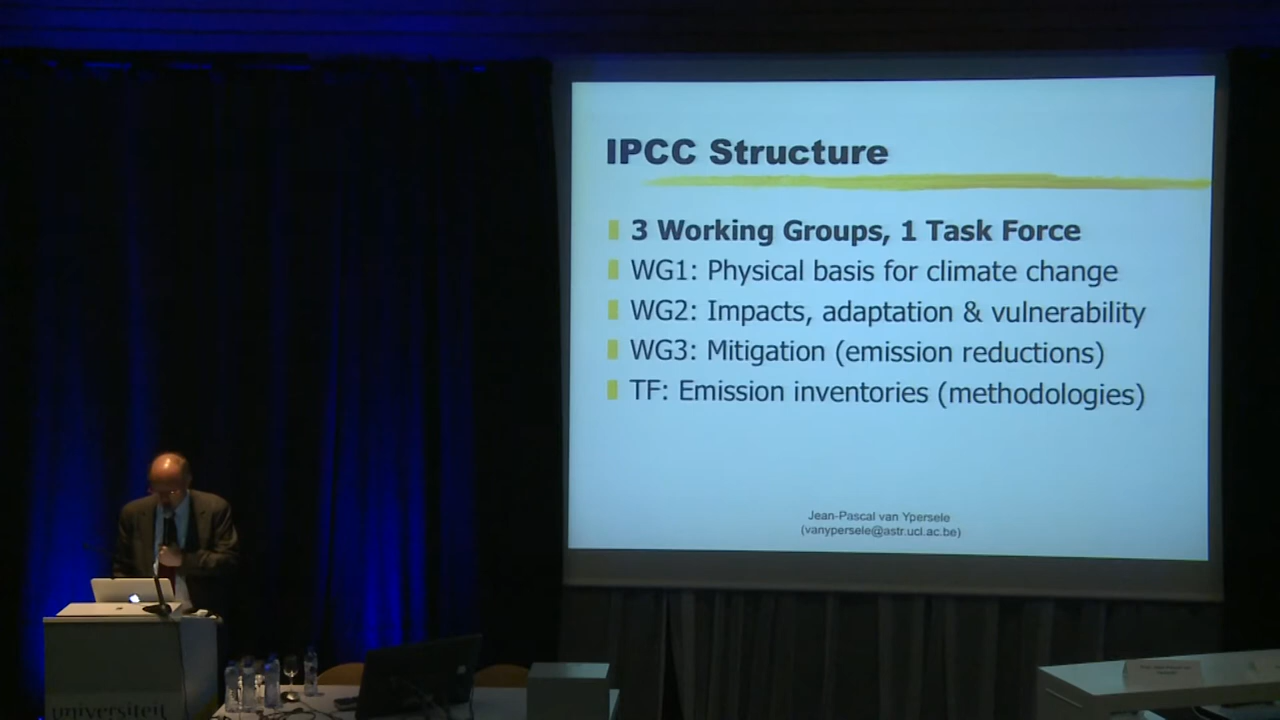 IPCC Structure
3 Working Groups, 1 Task Force
WG1: Physical basis for climate change
WG2: Impacts, adaptation & vulnerability
WG3: Mitigation (emission reductions)
TF: Emission inventories (methodologies)
Jean-Pascal van Ypersele
(vanypersele@astr.ucl.ac.be)
universiteit